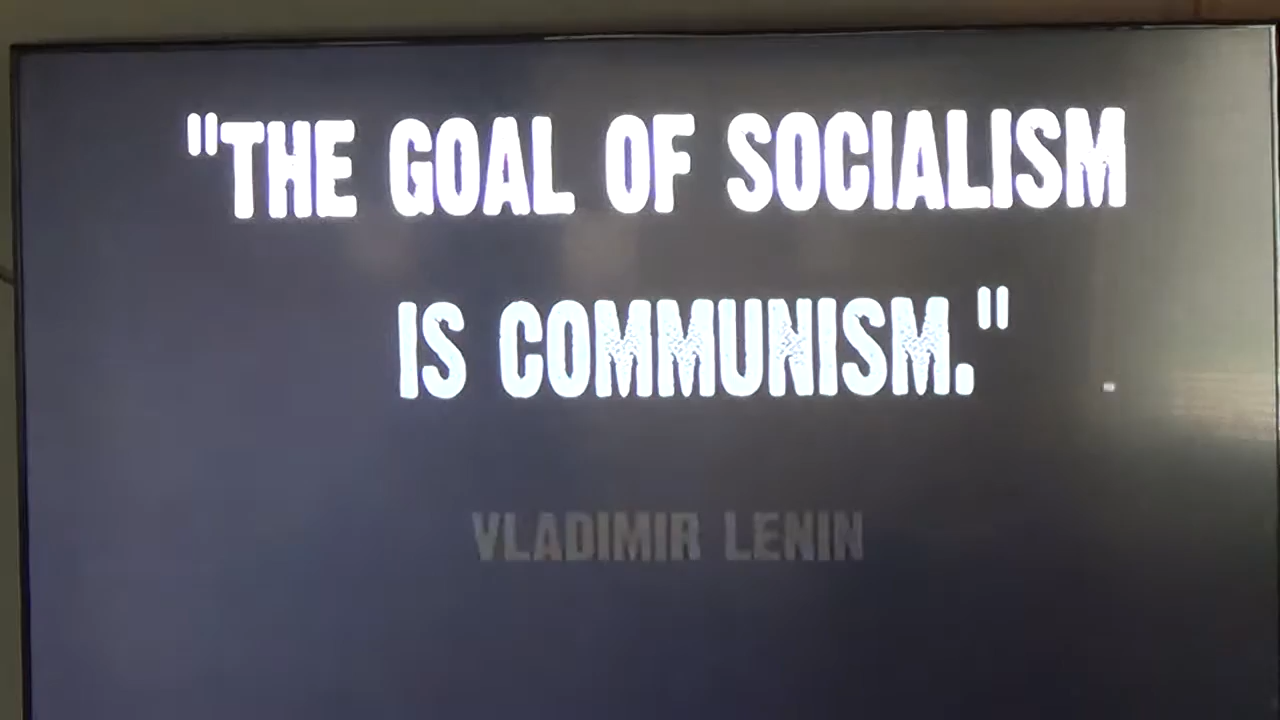 "THE GOAL OF SOCIALISM
IS COMMUNISM."
VLADIMIR LENIN